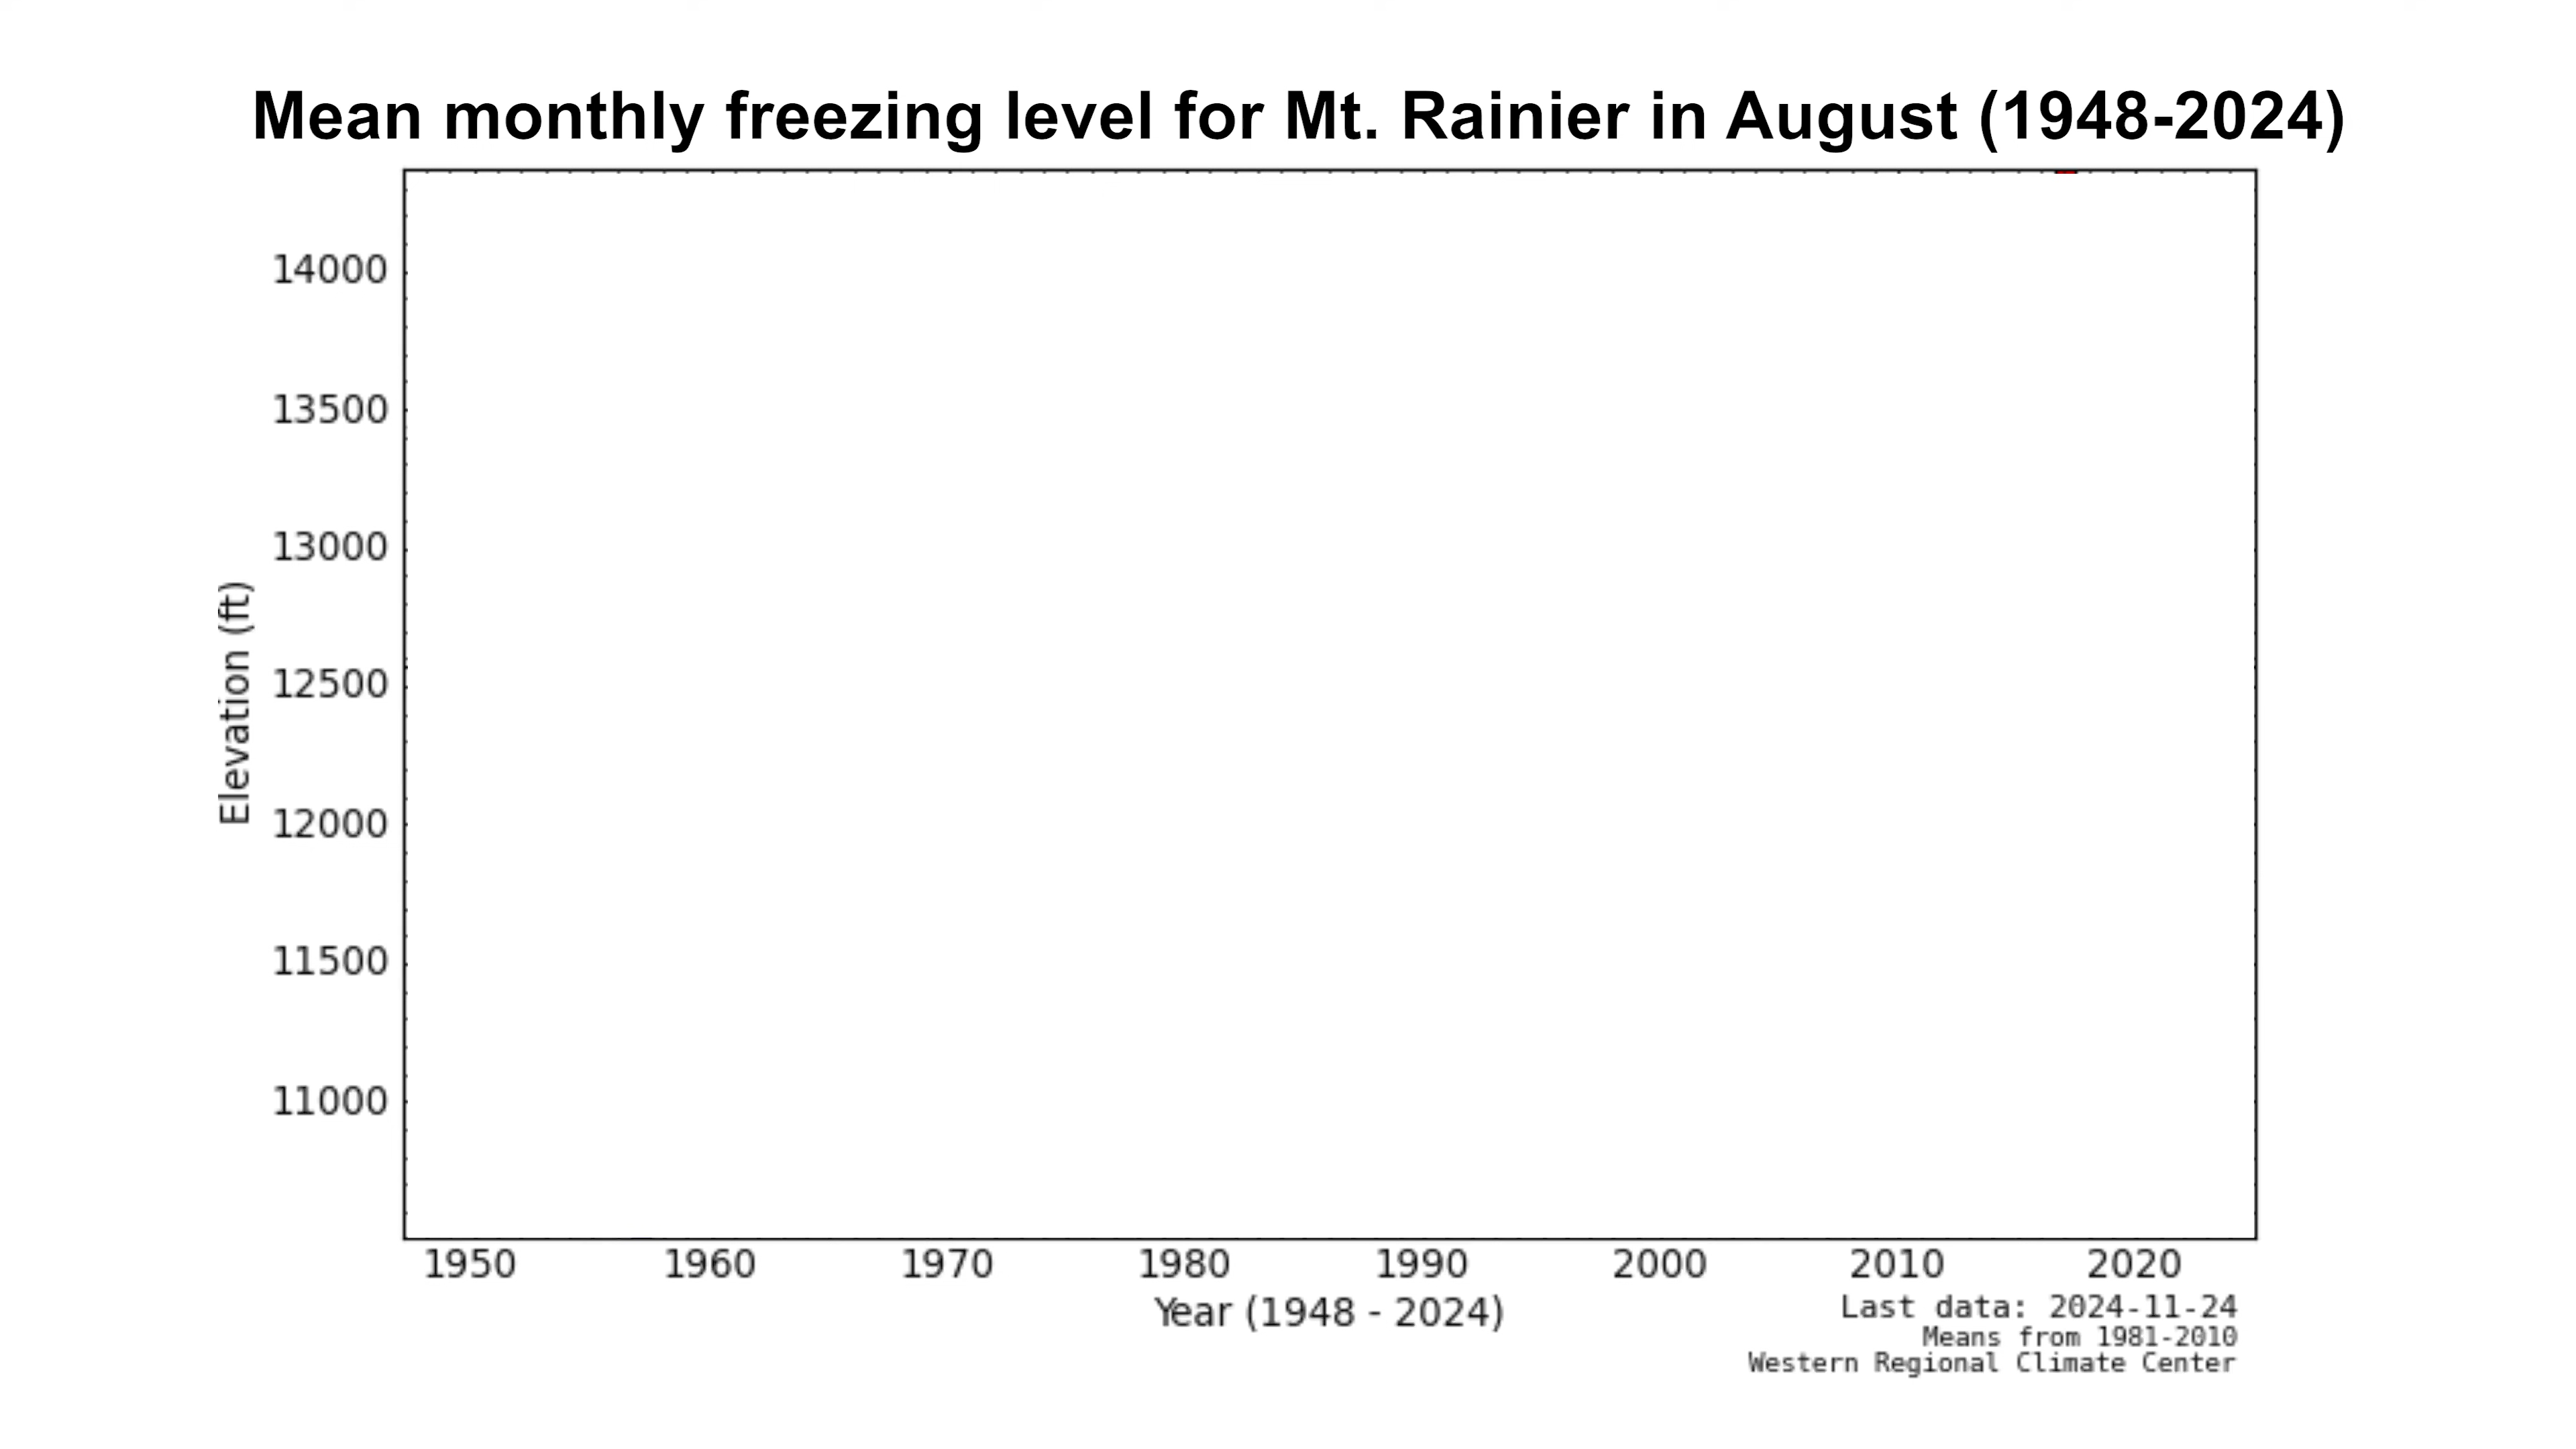 Mean monthly freezing level for Mt. Rainier in August (1948-2024)
14000
13500
13000
12500
12000
11500
11000
Elevation (ft)
1950 1960 1970 1980 1990 2000 2010 2020
Year (1948 - 2024)
Last data: 2024-11-24
Means from 1981-2010
Western Regional Climate Center